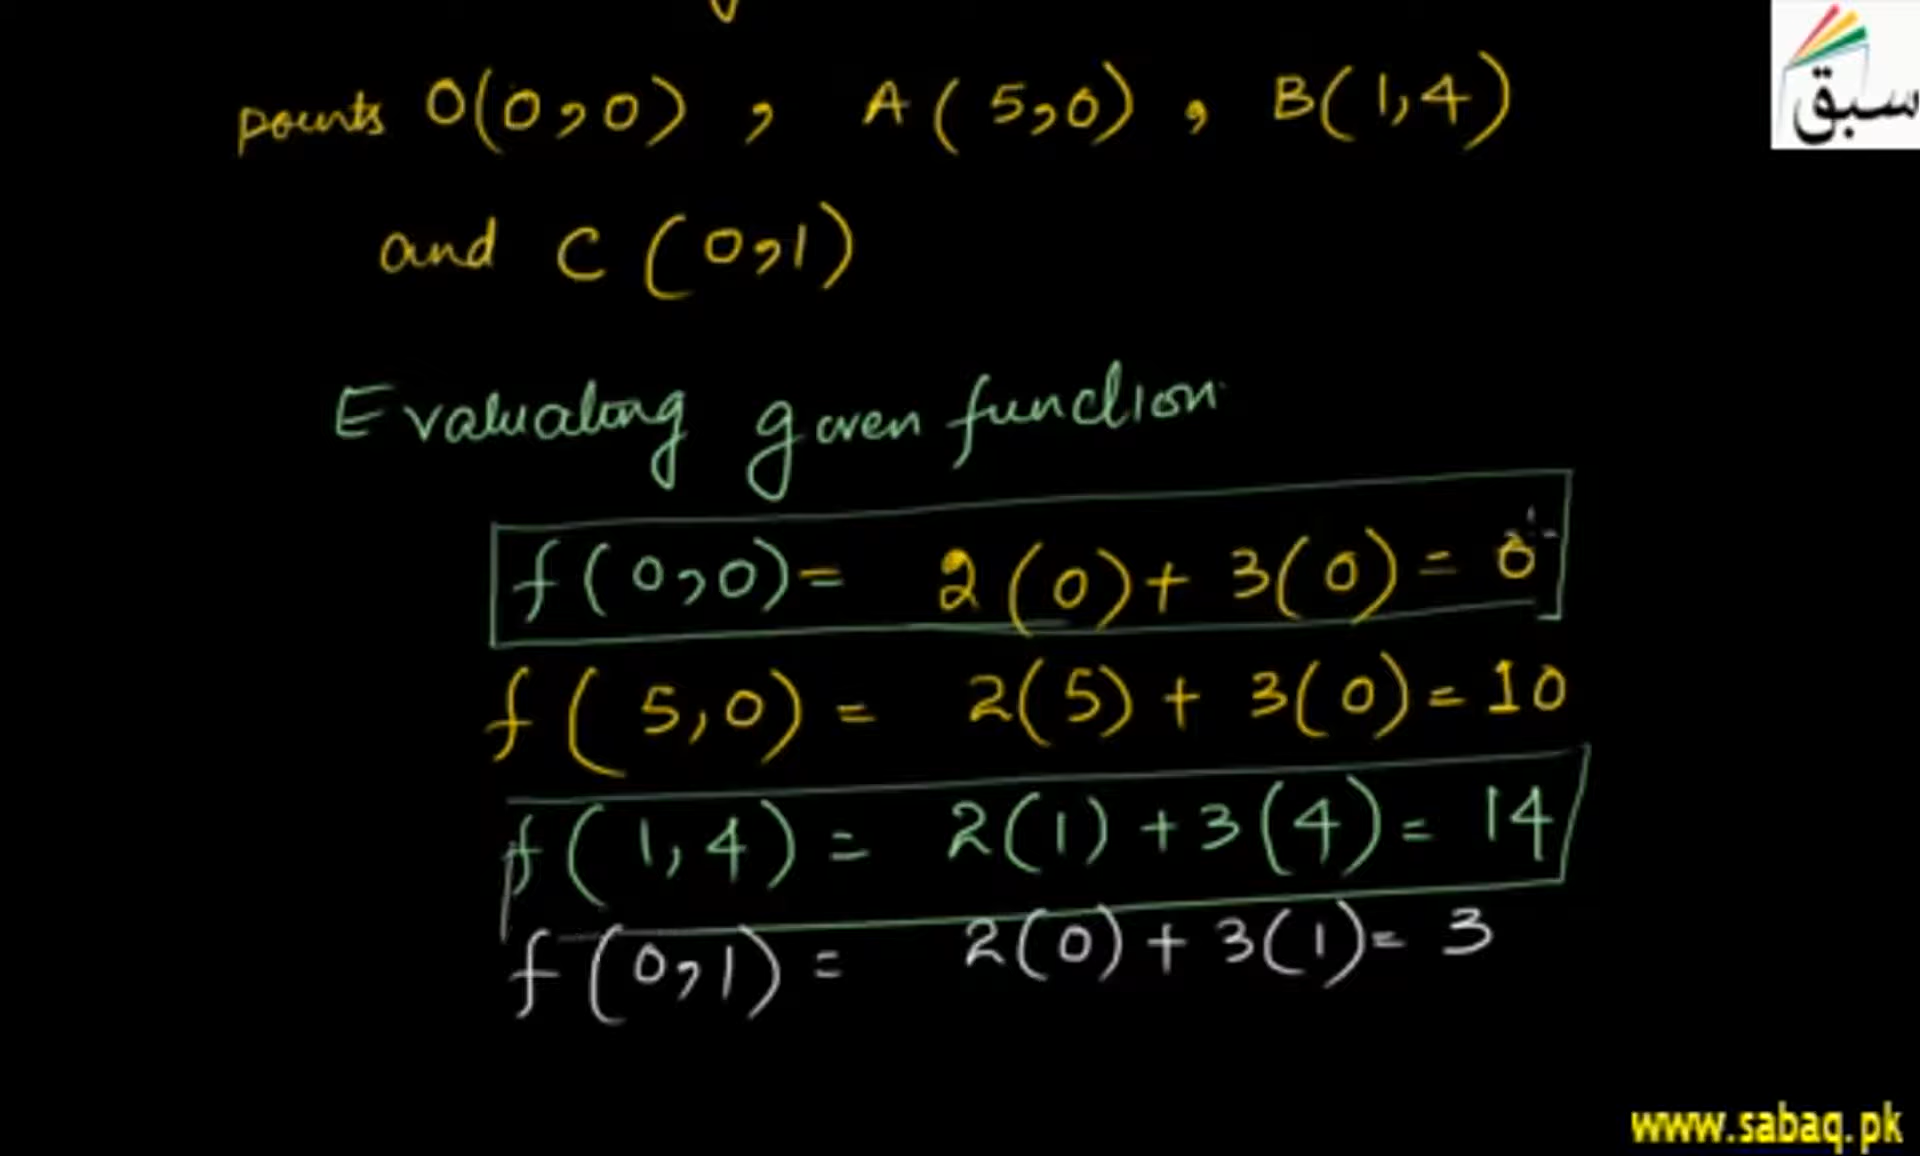 points O(0,0), A(5,0), B(1,4)
سبق
and C(0,1)
Evaluating given function
f(0,0)= 2(0)+3(0)=0
f(5,0)= 2(5)+3(0)=10
f(1,4)= 2(1)+3(4)=14
f(0,1)= 2(0)+3(1)=3
www.sabaq.pk